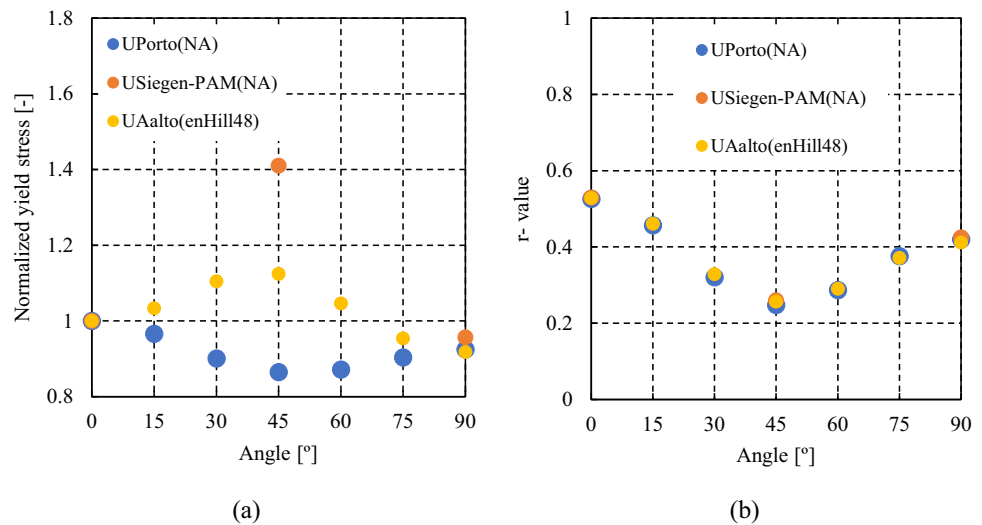 1.8
1.6
1.4
1.2
1
0.8
Normalized yield stress [-]
UPorto(NA)
USiegen-PAM(NA)
UAalto(enHill48)
0 15 30 45 60 75 90
Angle [º]
(a)
1
0.8
0.6
0.4
0.2
0
r- value
UPorto(NA)
USiegen-PAM(NA)
UAalto(enHill48)
0 15 30 45 60 75 90
Angle [º]
(b)